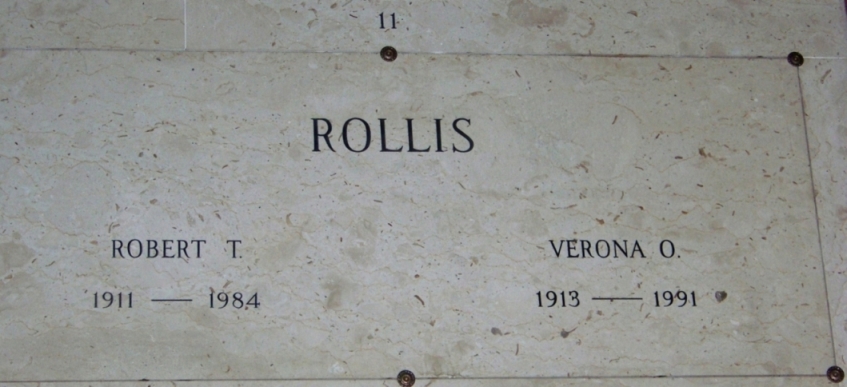 11
ROLLIS
ROBERT T. VERONA O.
1911 — 1984 1913 — 1991